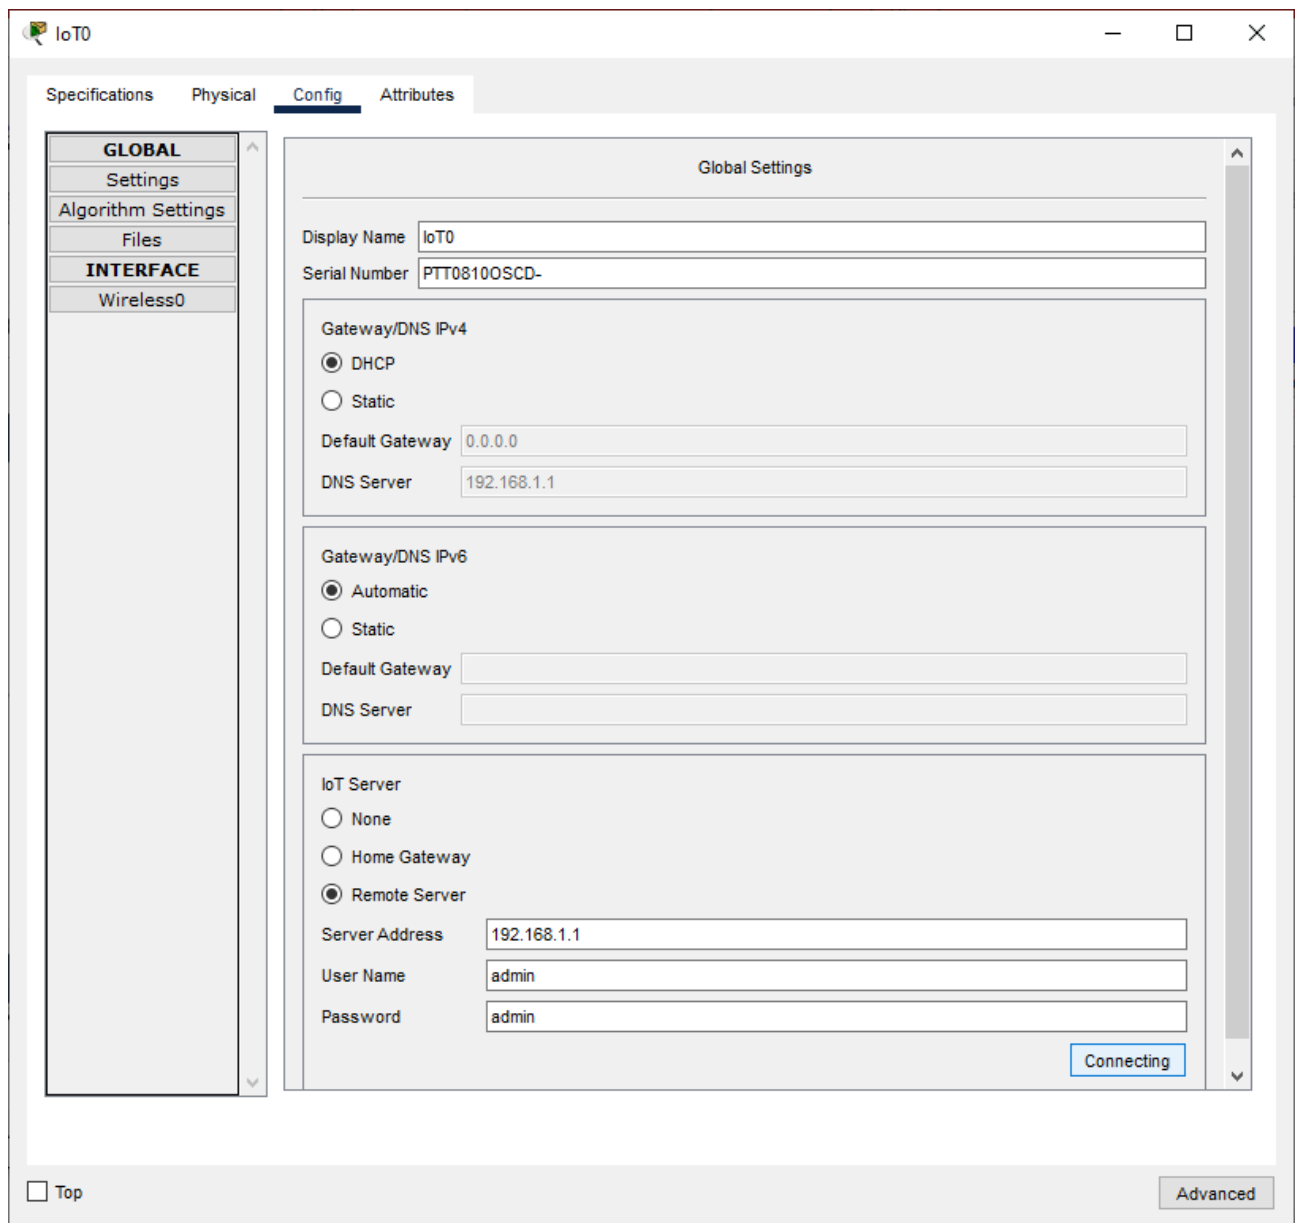 IoT0
Specifications Physical Config Attributes
GLOBAL
Settings
Algorithm Settings
Files
INTERFACE
Wireless0
Global Settings
Display Name IoT0
Serial Number PTT0810OSCD-
Gateway/DNS IPv4
DHCP
Static
Default Gateway 0.0.0.0
DNS Server 192.168.1.1
Gateway/DNS IPv6
Automatic
Static
Default Gateway
DNS Server
IoT Server
None
Home Gateway
Remote Server
Server Address 192.168.1.1
User Name admin
Password admin
Connecting
Top Advanced